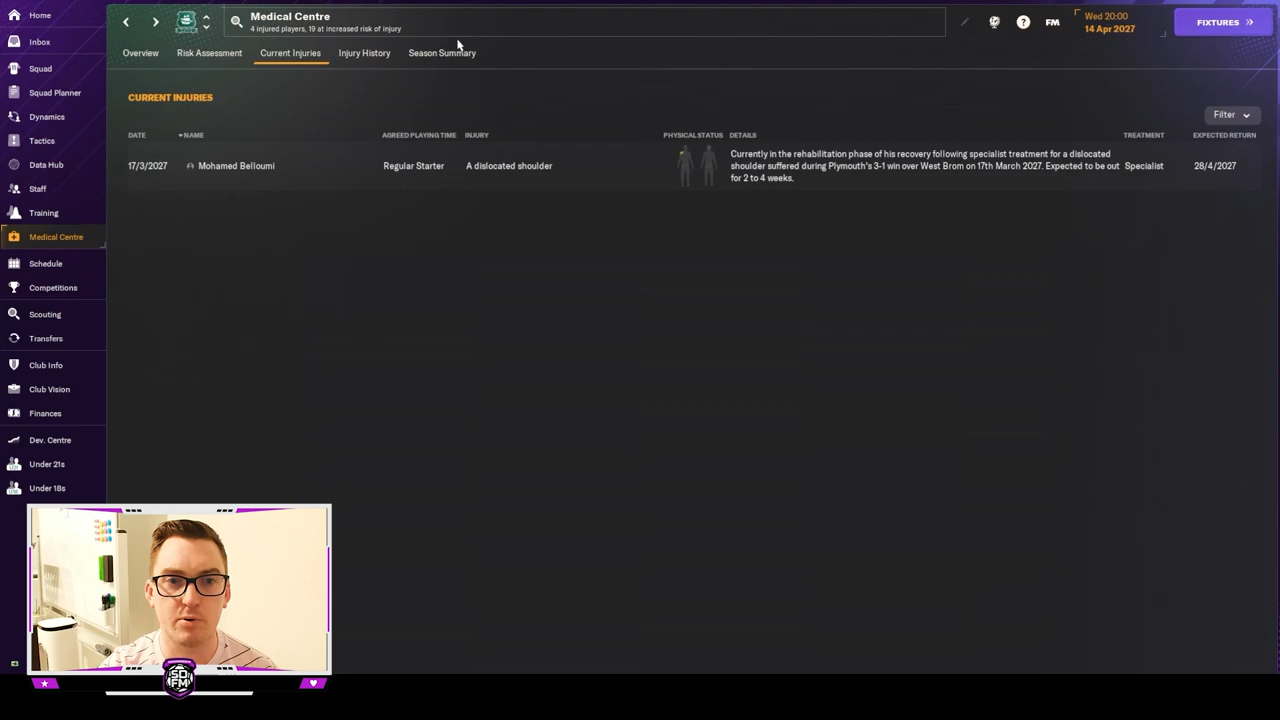 Home
Inbox
Squad
Squad Planner
Dynamics
Tactics
Data Hub
Staff
Training
Medical Centre
Schedule
Competitions
Scouting
Transfers
Club Info
Club Vision
Finances
Dev. Centre
Under 21s
Under 18s
Medical Centre
4 injured players, 19 at increased risk of injury
FM
Wed 20:00
14 Apr 2027
FIXTURES
Overview Risk Assessment Current Injuries Injury History Season Summary
CURRENT INJURIES
Filter
DATE NAME AGREED PLAYING TIME INJURY PHYSICAL STATUS DETAILS TREATMENT EXPECTED RETURN
17/3/2027 Mohamed Belloumi Regular Starter A dislocated shoulder
Currently in the rehabilitation phase of his recovery following specialist treatment for a dislocated
shoulder suffered during Plymouth's 3-1 win over West Brom on 17th March 2027. Expected to be out
for 2 to 4 weeks.
Specialist 28/4/2027
SD
FM